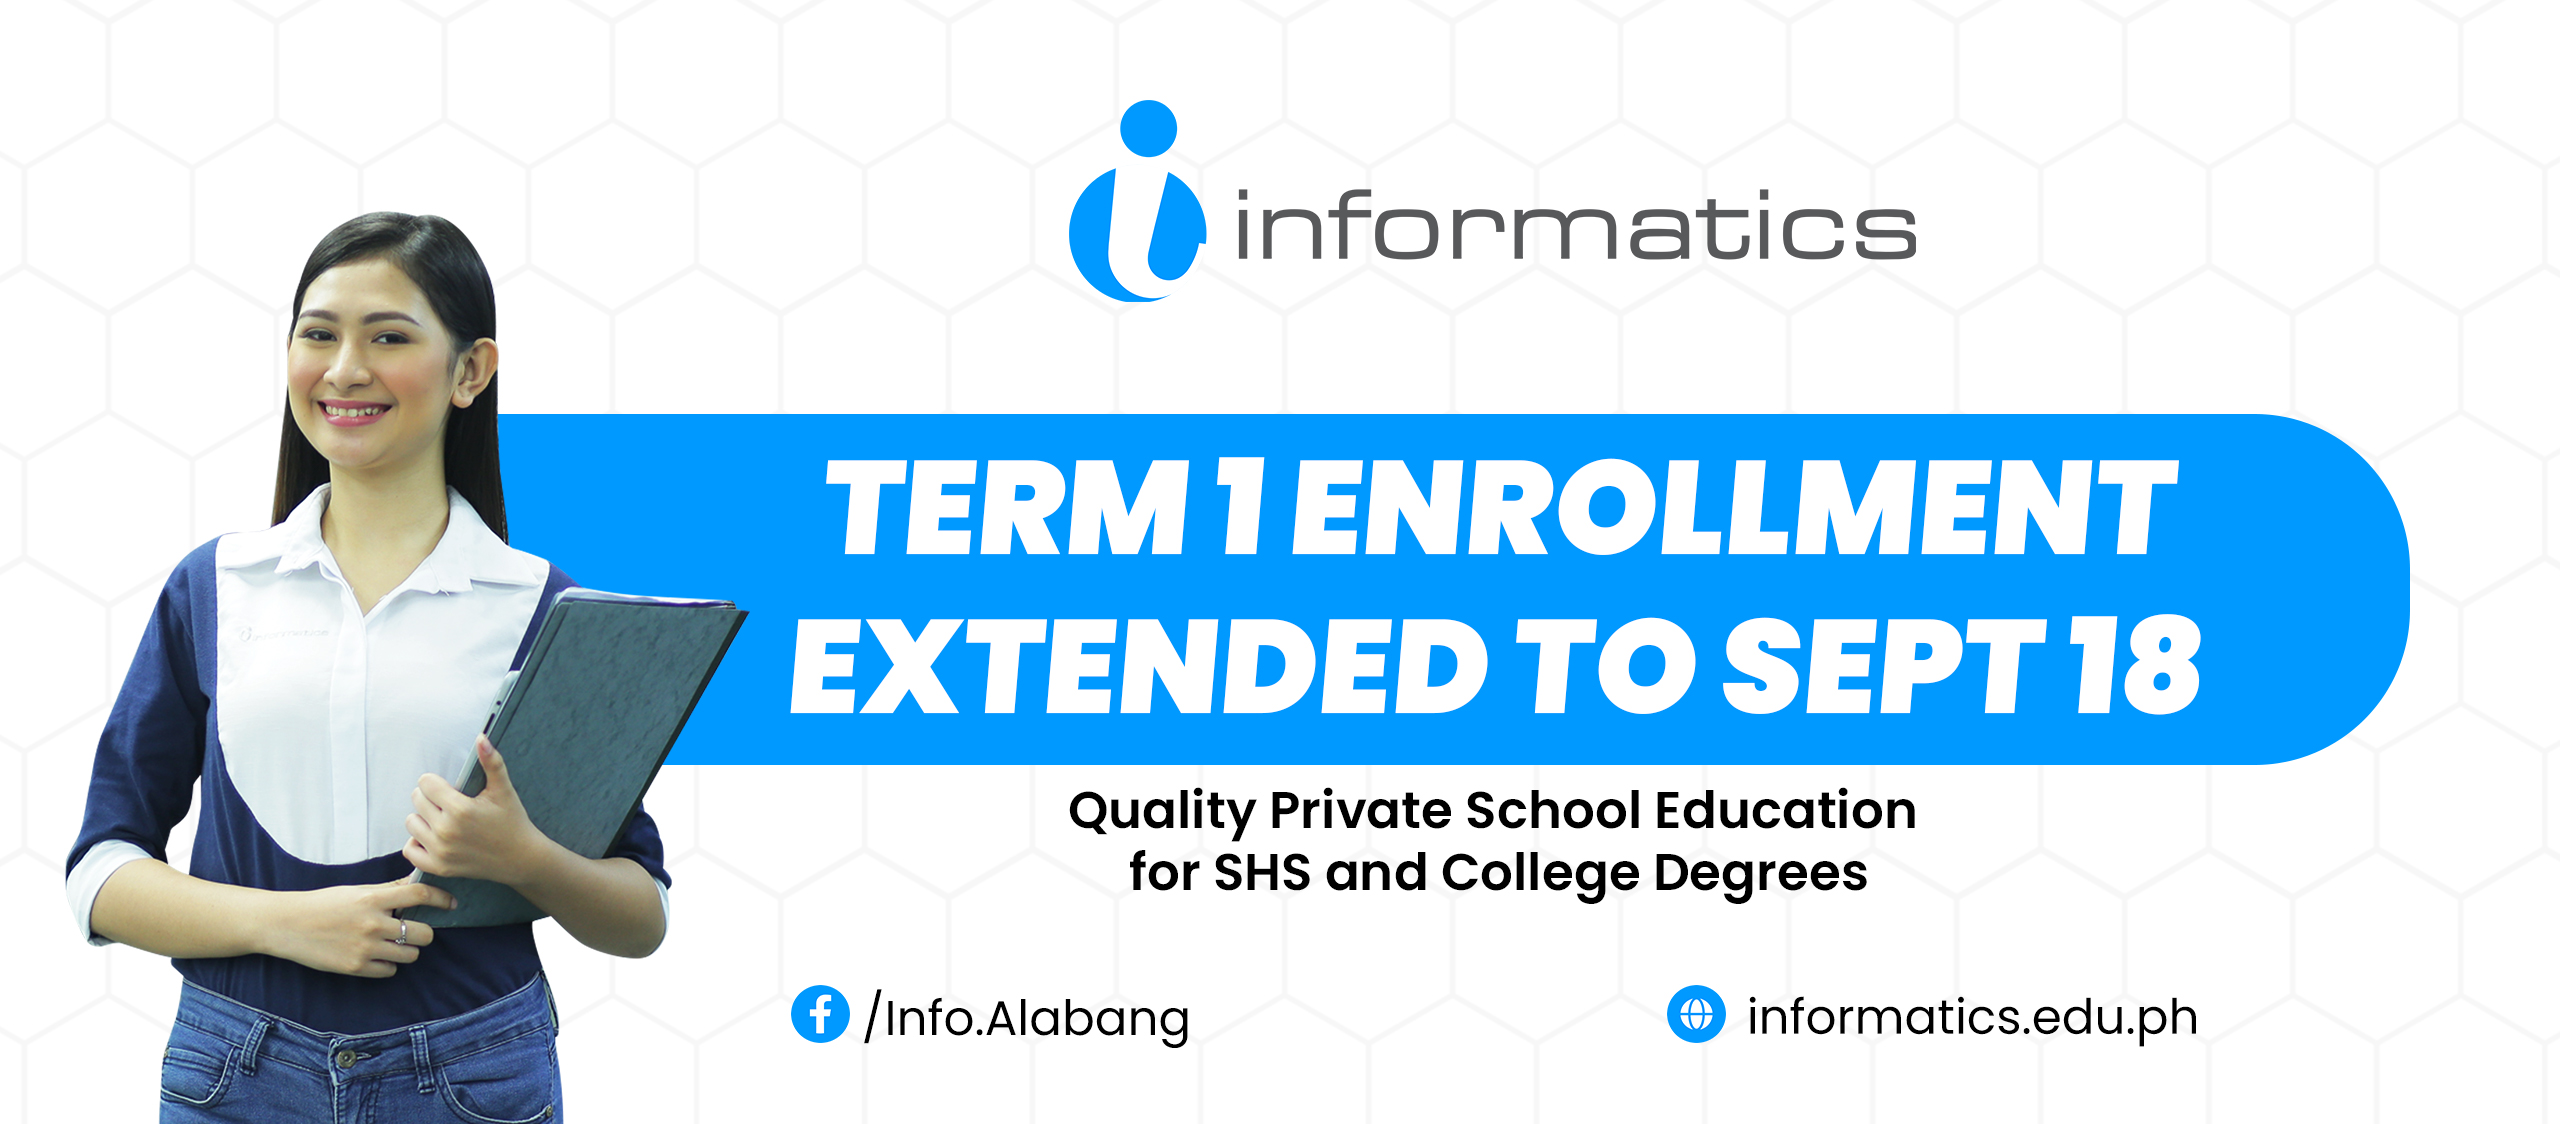 informatics
TERM 1 ENROLLMENT
EXTENDED TO SEPT 18
Quality Private School Education
for SHS and College Degrees
/Info.Alabang
informatics.edu.ph